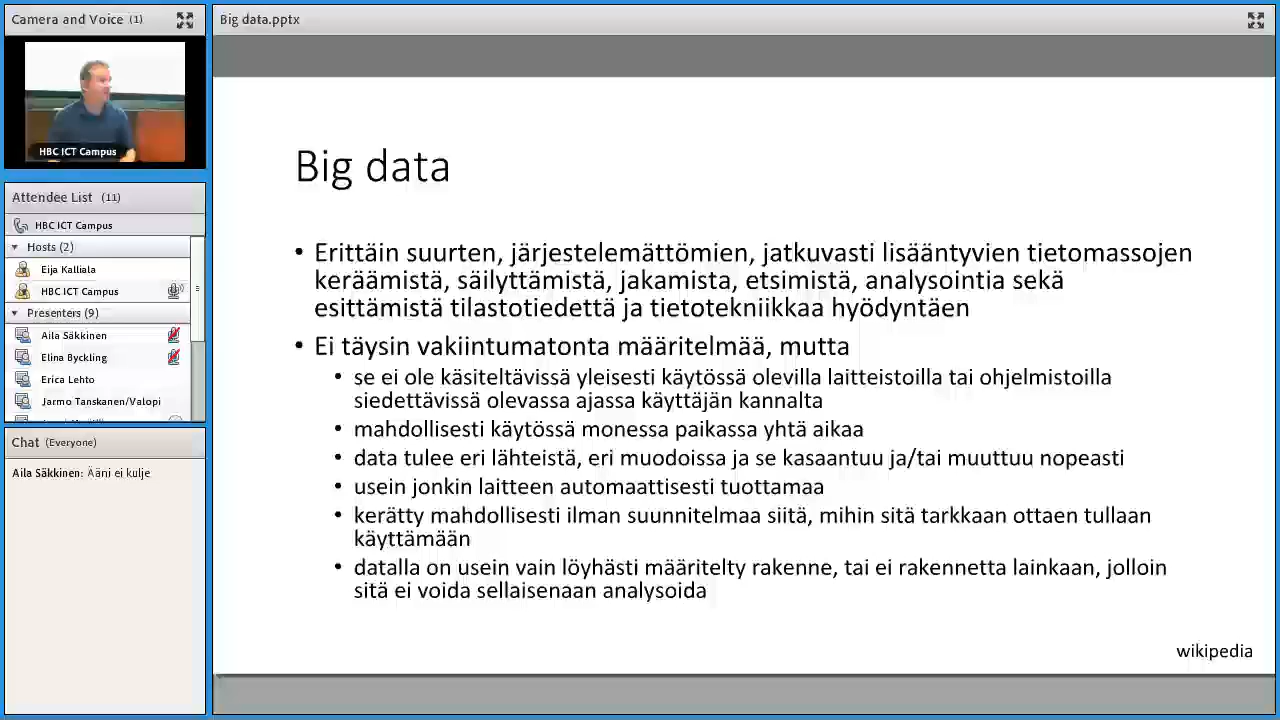 Camera and Voice (1)
HBC ICT Campus
Attendee List (11)
HBC ICT Campus
Hosts (2)
Eija Kalliala
HBC ICT Campus
Presenters (9)
Aila Säkkinen
Elina Byckling
Erica Lehto
Jarmo Tanskanen/Valopi
Chat (Everyone)
Aila Säkkinen: Ääni ei kulje
Big data.pptx
Big data
• Erittäin suurten, järjestelemättömien, jatkuvasti lisääntyvien tietomassojen
keräämistä, säilyttämistä, jakamista, etsimistä, analysointia sekä
esittämistä tilastotiedettä ja tietotekniikkaa hyödyntäen
• Ei täysin vakiintumatonta määritelmää, mutta
• se ei ole käsiteltävissä yleisesti käytössä olevilla laitteistoilla tai ohjelmistoilla
siedettävissä olevassa ajassa käyttäjän kannalta
• mahdollisesti käytössä monessa paikassa yhtä aikaa
• data tulee eri lähteistä, eri muodoissa ja se kasaantuu ja/tai muuttuu nopeasti
• usein jonkin laitteen automaattisesti tuottamaa
• kerätty mahdollisesti ilman suunnitelmaa siitä, mihin sitä tarkkaan ottaen tullaan
käyttämään
• datalla on usein vain löyhästi määritelty rakenne, tai ei rakennetta lainkaan, jolloin
sitä ei voida sellaisenaan analysoida
wikipedia